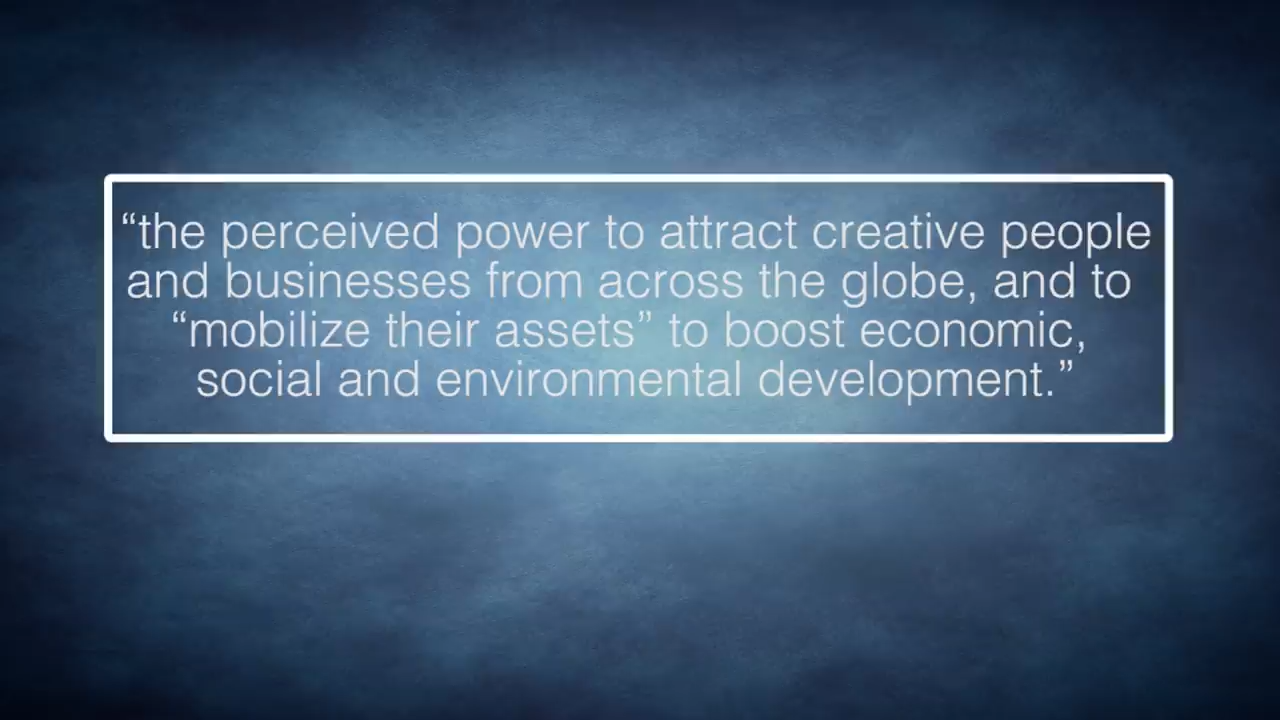 “the perceived power to attract creative people
and businesses from across the globe, and to
“mobilize their assets” to boost economic,
social and environmental development.”